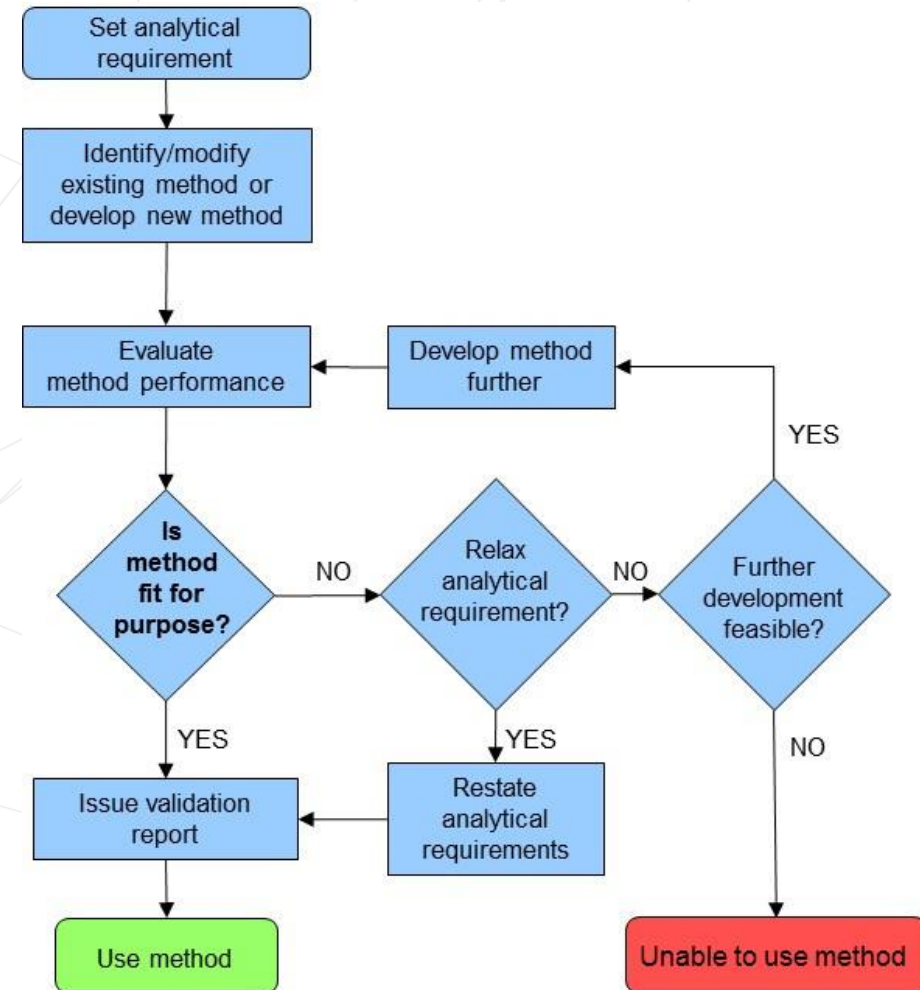 Set analytical
requirement
Identify/modify
existing method or
develop new method
Evaluate
method performance
Develop method
further
YES
Is
method
fit for
purpose?
NO
Relax
analytical
requirement?
NO
Further
development
feasible?
YES
YES
NO
Issue validation
report
Restate
analytical
requirements
Use method
Unable to use method